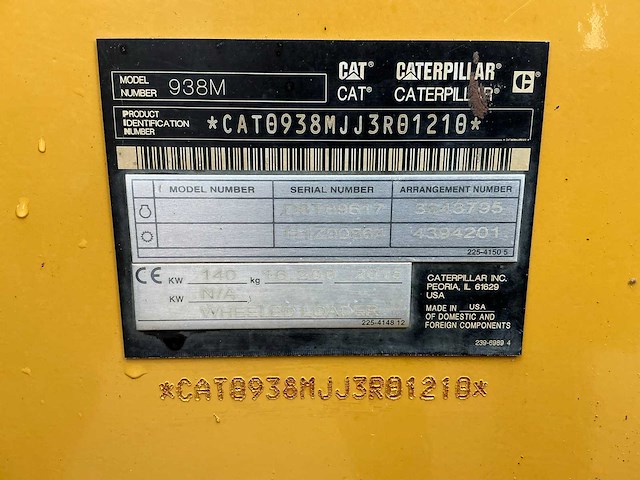 MODEL NUMBER 938M
CAT® CATERPILLAR® C®
CAT® CATERPILLAR®
PRODUCT IDENTIFICATION NUMBER *CAT0938MJJ3R01210*
MODEL NUMBER SERIAL NUMBER ARRANGEMENT NUMBER
4394201
225-4150 5
CE KW 140 kg
KW N/A
WHEEL
225-4148 12
CATERPILLAR INC.
PEORIA, IL 61629
USA
MADE IN USA
OF DOMESTIC AND
FOREIGN COMPONENTS
239-6989 4
*CAT0938MJJ3R01210*